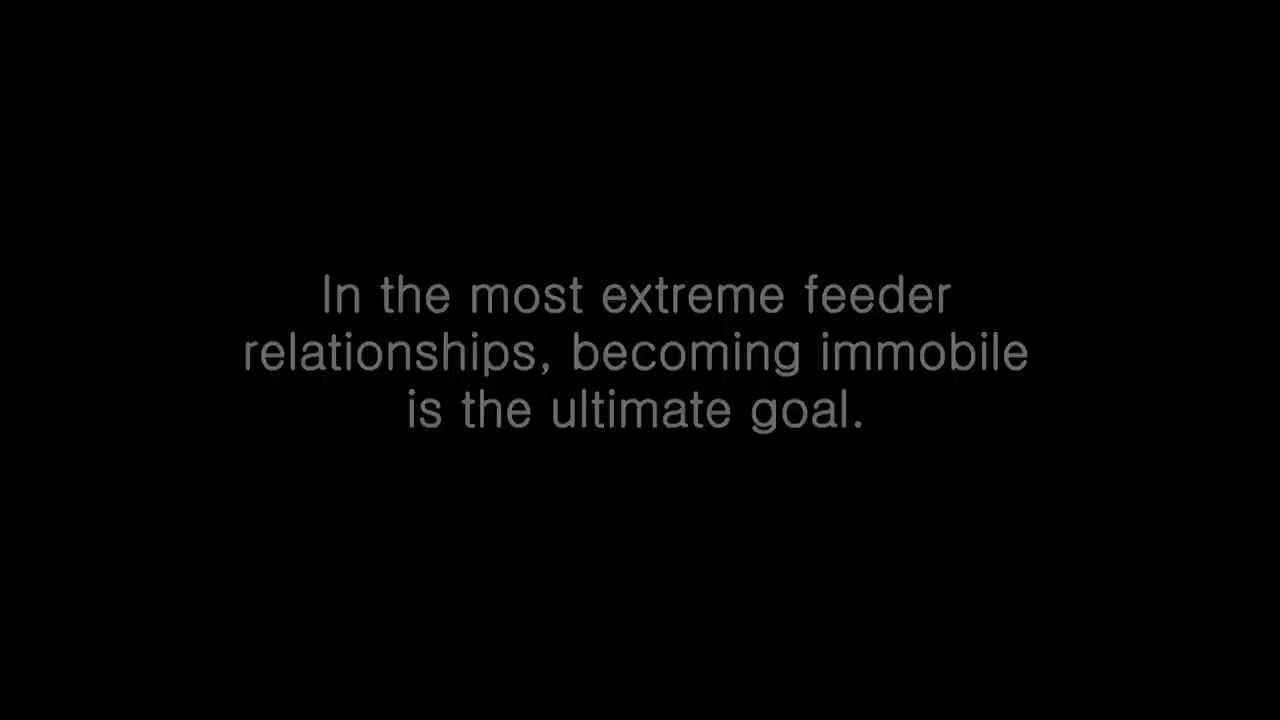 In the most extreme feeder
relationships, becoming immobile
is the ultimate goal.